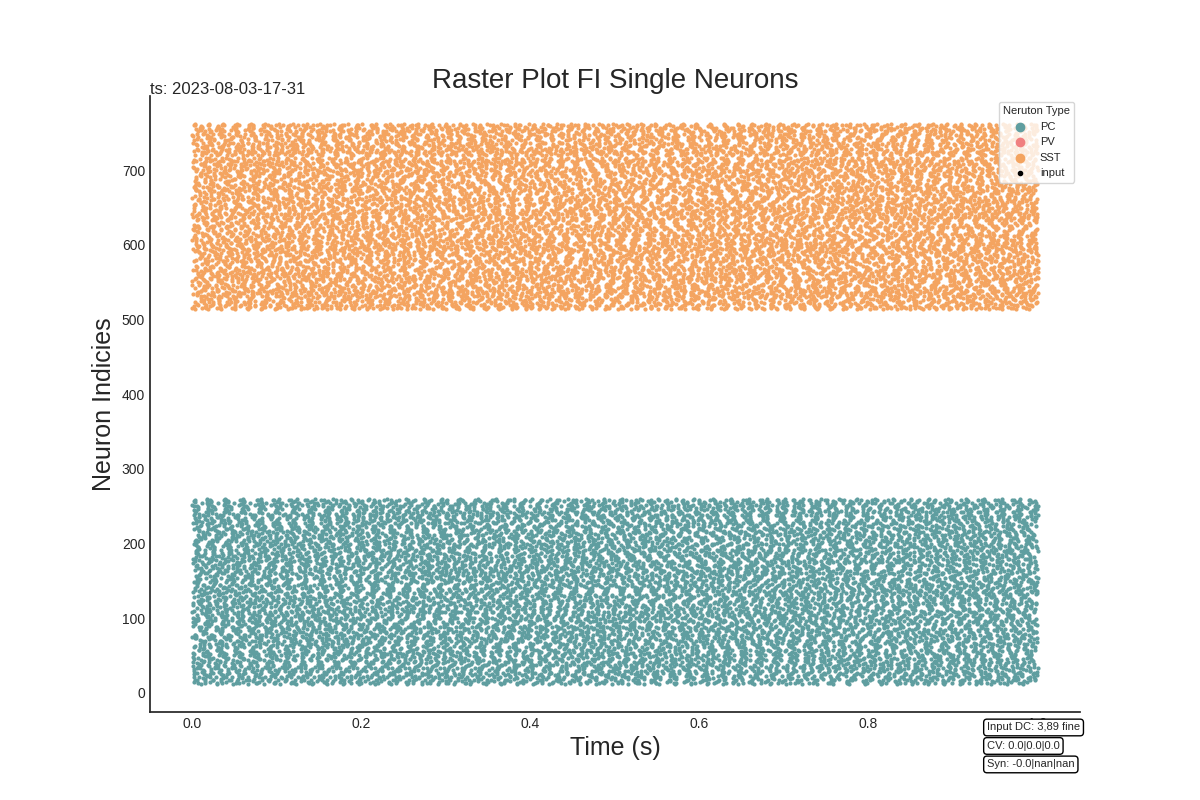 Raster Plot FI Single Neurons
ts: 2023-08-03-17-31
Neruton Type
PC
PV
SST
input
Neuron Indicies
700
600
500
400
300
200
100
0
0.0 0.2 0.4 0.6 0.8
Time (s)
Input DC: 3,89 fine
CV: 0.0|0.0|0.0
Syn: -0.0|nan|nan